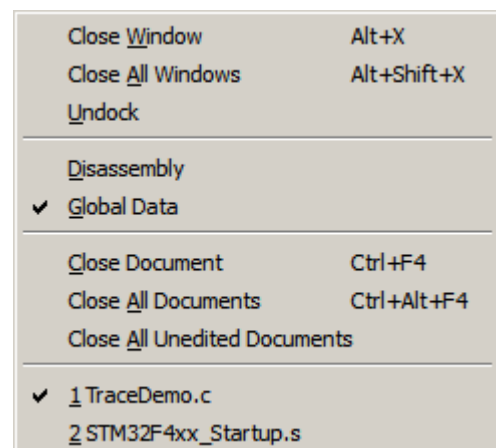 Close Window Alt+X
Close All Windows Alt+Shift+X
Undock
Disassembly
Global Data
Close Document Ctrl+F4
Close All Documents Ctrl+Alt+F4
Close All Unedited Documents
1 TraceDemo.c
2 STM32F4xx_Startup.s